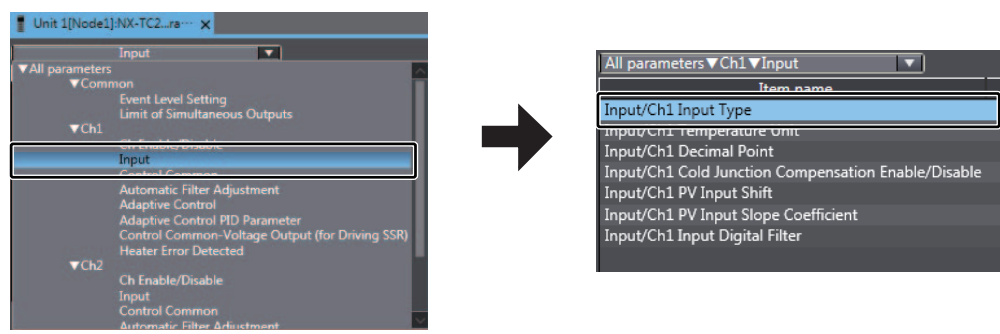 Unit 1[Node1]:NX-TC2...ra··· x
Input
▼All parameters
▼Common
Event Level Setting
Limit of Simultaneous Outputs
▼Ch1
Ch Enable/Disable
Input
Control Common
Automatic Filter Adjustment
Adaptive Control
Adaptive Control PID Parameter
Control Common-Voltage Output (for Driving SSR)
Heater Error Detected
▼Ch2
Ch Enable/Disable
Input
Control Common
Automatic Filter Adjustment
All parameters▼Ch1▼Input
Item name
Input/Ch1 Input Type
Input/Ch1 Temperature Unit
Input/Ch1 Decimal Point
Input/Ch1 Cold Junction Compensation Enable/Disable
Input/Ch1 PV Input Shift
Input/Ch1 PV Input Slope Coefficient
Input/Ch1 Input Digital Filter